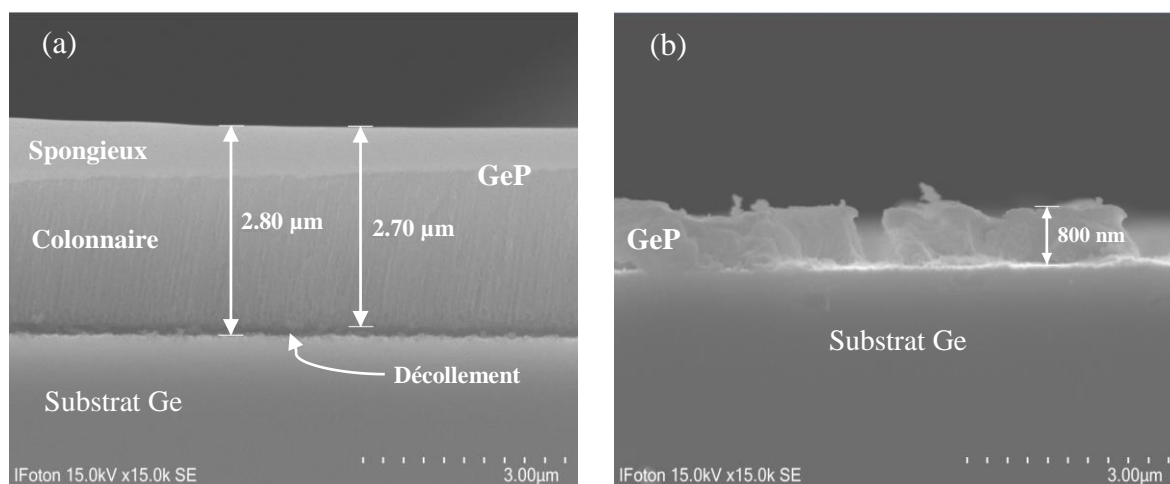 (a)
Spongieux
GeP
Colonnaire
2.80 µm
2.70 µm
Décollement
Substrat Ge
IFoton 15.0kV x15.0k SE
3.00µm
(b)
GeP
800 nm
Substrat Ge
IFoton 15.0kV x15.0k SE
3.00µm